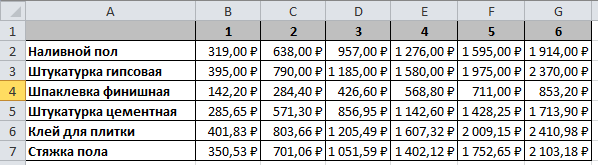 A B C D E F G
1 1 2 3 4 5 6
2 Наливной пол 319,00 ₽ 638,00 ₽ 957,00 ₽ 1 276,00 ₽ 1 595,00 ₽ 1 914,00 ₽
3 Штукатурка гипсовая 395,00 ₽ 790,00 ₽ 1 185,00 ₽ 1 580,00 ₽ 1 975,00 ₽ 2 370,00 ₽
4 Шпаклевка финишная 142,20 ₽ 284,40 ₽ 426,60 ₽ 568,80 ₽ 711,00 ₽ 853,20 ₽
5 Штукатурка цементная 285,65 ₽ 571,30 ₽ 856,95 ₽ 1 142,60 ₽ 1 428,25 ₽ 1 713,90 ₽
6 Клей для плитки 401,83 ₽ 803,66 ₽ 1 205,49 ₽ 1 607,32 ₽ 2 009,15 ₽ 2 410,98 ₽
7 Стяжка пола 350,53 ₽ 701,06 ₽ 1 051,59 ₽ 1 402,12 ₽ 1 752,65 ₽ 2 103,18 ₽